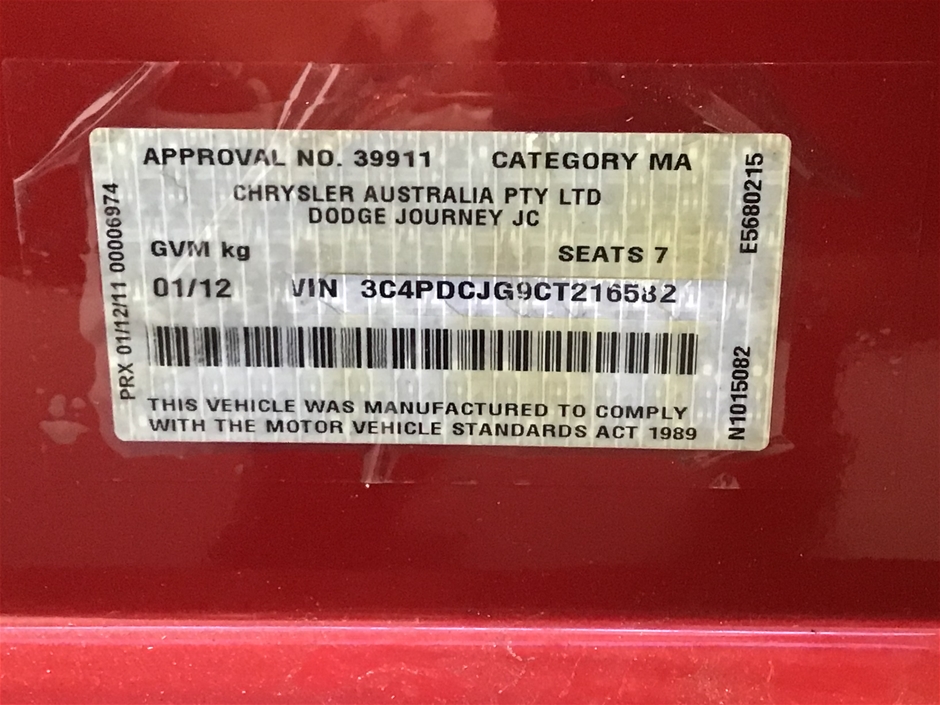 APPROVAL NO. 39911 CATEGORY MA
CHRYSLER AUSTRALIA PTY LTD
DODGE JOURNEY JC
GVM kg SEATS 7
01/12 VIN 3C4PDCJG9CT216582
THIS VEHICLE WAS MANUFACTURED TO COMPLY
WITH THE MOTOR VEHICLE STANDARDS ACT 1989
PRX 01/12/11 00006974
E5680215
N1015082